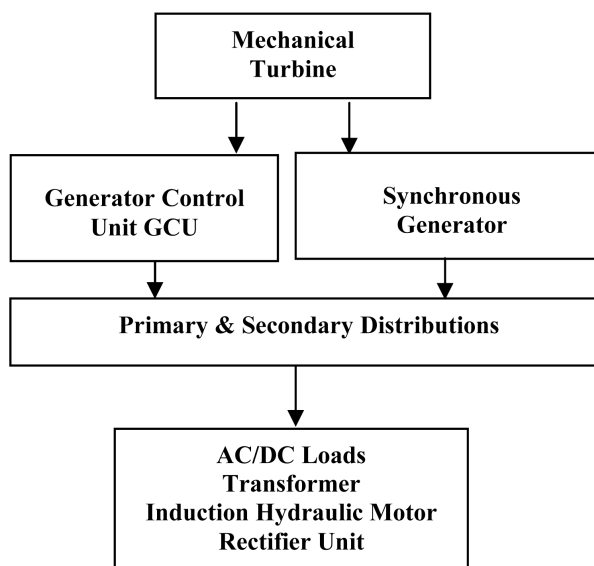 Mechanical
Turbine
Generator Control
Unit GCU
Synchronous
Generator
Primary & Secondary Distributions
AC/DC Loads
Transformer
Induction Hydraulic Motor
Rectifier Unit